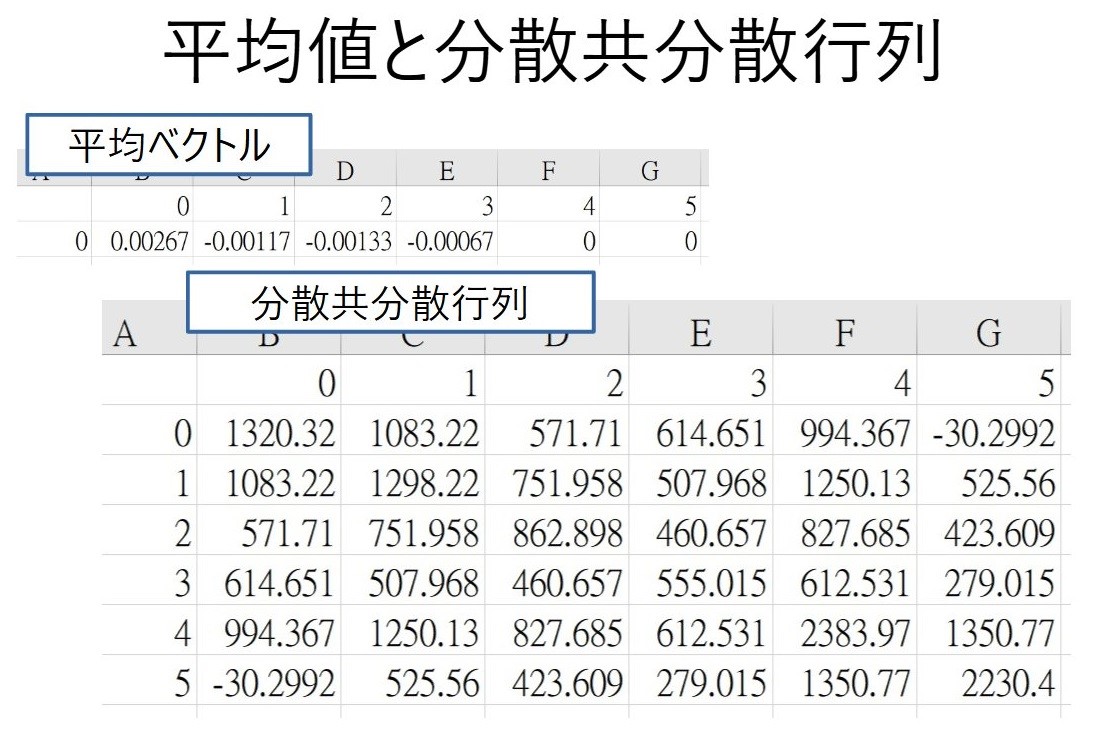 平均値と分散共分散行列
平均ベクトル
A B C D E F G
0 1 2 3 4 5
0 0.00267 -0.00117 -0.00133 -0.00067 0 0
分散共分散行列
A B C D E F G
0 1 2 3 4 5
0 1320.32 1083.22 571.71 614.651 994.367 -30.2992
1 1083.22 1298.22 751.958 507.968 1250.13 525.56
2 571.71 751.958 862.898 460.657 827.685 423.609
3 614.651 507.968 460.657 555.015 612.531 279.015
4 994.367 1250.13 827.685 612.531 2383.97 1350.77
5 -30.2992 525.56 423.609 279.015 1350.77 2230.4